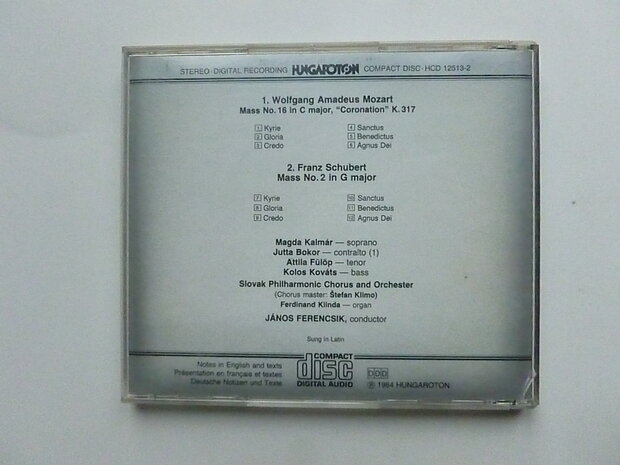 STEREO · DIGITAL RECORDING HUNGAROTON COMPACT DISC · HCD 12513-2
1. Wolfgang Amadeus Mozart
Mass No. 16 in C major, "Coronation" K. 317
1 Kyrie 4 Sanctus
2 Gloria 5 Benedictus
3 Credo 6 Agnus Dei
2. Franz Schubert
Mass No. 2 in G major
7 Kyrie 10 Sanctus
8 Gloria 11 Benedictus
9 Credo 12 Agnus Dei
Magda Kalmár — soprano
Jutta Bokor — contralto (1)
Attila Fülöp — tenor
Kolos Kováts — bass
Slovak Philharmonic Chorus and Orchester
(Chorus master: Štefan Klimo)
Ferdinand Klinda — organ
JÁNOS FERENCSIK, conductor
Sung in Latin
Notes in English and texts
Présentation en français et textes
Deutsche Notizen und Texte
COMPACT
disc
DIGITAL AUDIO
DDD
℗ 1984 HUNGAROTON